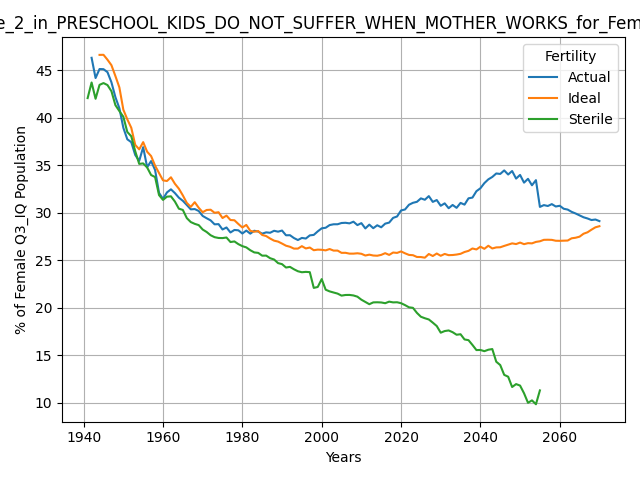 e_2_in_PRESCHOOL_KIDS_DO_NOT_SUFFER_WHEN_MOTHER_WORKS_for_Fem
Fertility
Actual
Ideal
Sterile
% of Female Q3_IQ Population
45
40
35
30
25
20
15
10
1940
1960
1980
2000
2020
2040
2060
Years